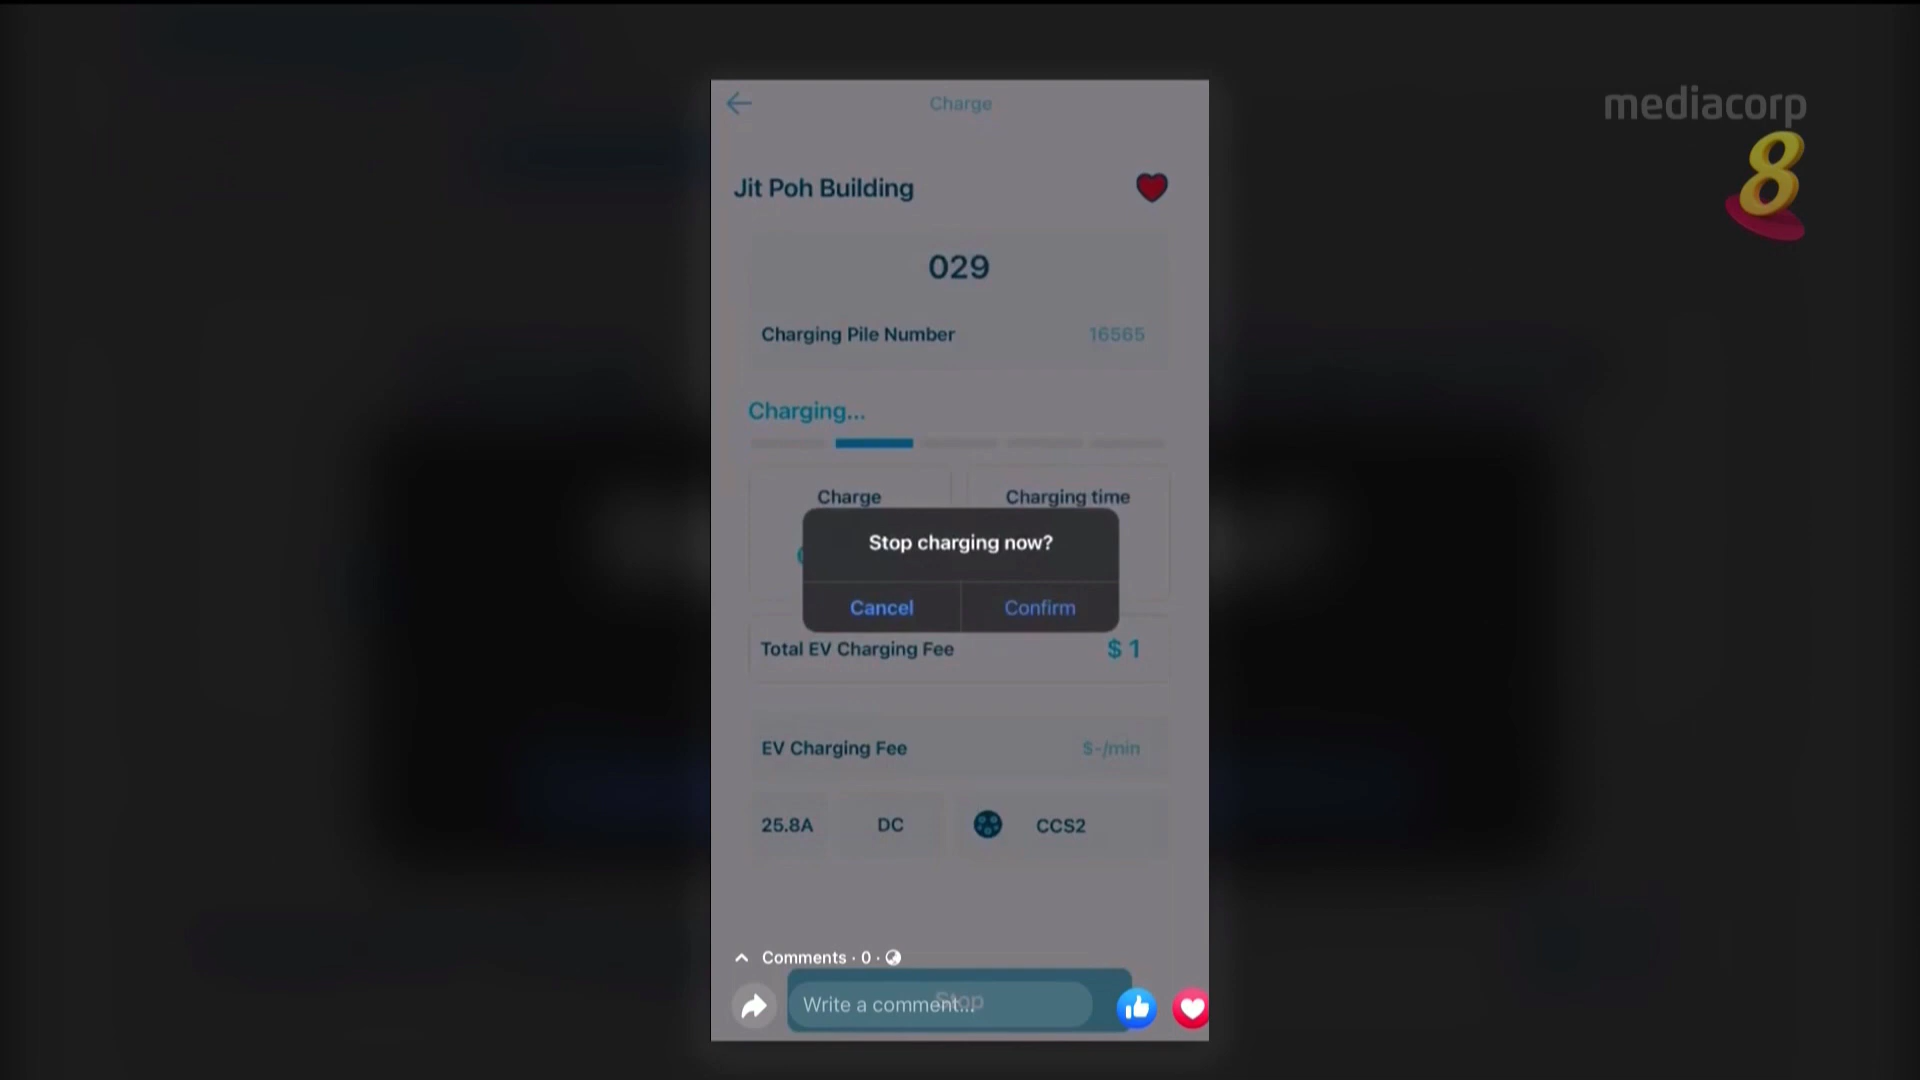 mediacorp
8
Charge
Jit Poh Building
029
Charging Pile Number 16565
Charging...
Charge Charging time
Stop charging now?
Cancel Confirm
Total EV Charging Fee $ 1
EV Charging Fee $-/min
25.8A DC CCS2
Comments · 0 ·
Stop
Write a comment...